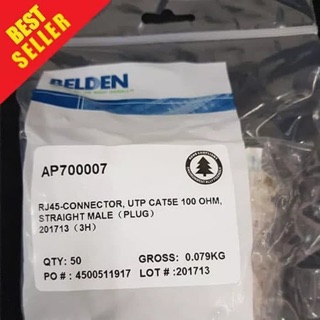 BEST
SELLER
BELDEN
AP700007
RJ45-CONNECTOR, UTP CAT5E 100 OHM,
STRAIGHT MALE（PLUG）
201713（3H）
QTY: 50 GROSS: 0.079KG
PO # : 4500511917 LOT # :201713